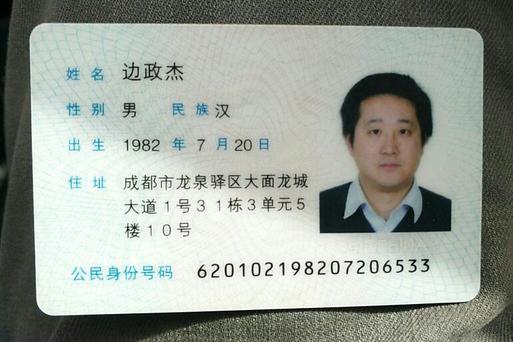 姓名 边政杰
性别 男 民族 汉
出生 1982 年 7 月 20 日
住址 成都市龙泉驿区大面龙城
大道1号31栋3单元5
楼10号
公民身份号码 620102198207206533